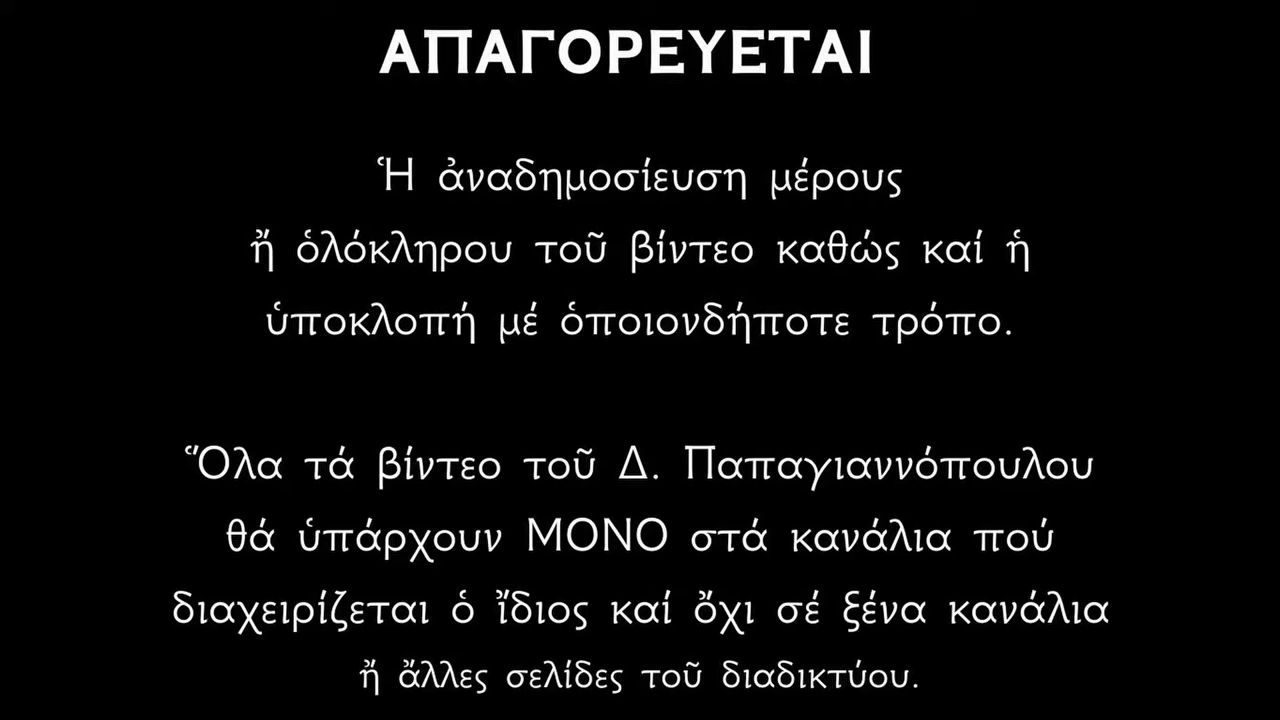 ΑΠΑΓΟΡΕΥΕΤΑΙ
Ἡ ἀναδημοσίευση μέρους
ἤ ὁλόκληρου τοῦ βίντεο καθώς καί ἡ
ὑποκλοπή μέ ὁποιονδήποτε τρόπο.
Ὅλα τά βίντεο τοῦ Δ. Παπαγιαννόπουλου
θά ὑπάρχουν ΜΟΝΟ στά κανάλια πού
διαχειρίζεται ὁ ἴδιος καί ὄχι σέ ξένα κανάλια
ἤ ἄλλες σελίδες τοῦ διαδικτύου.